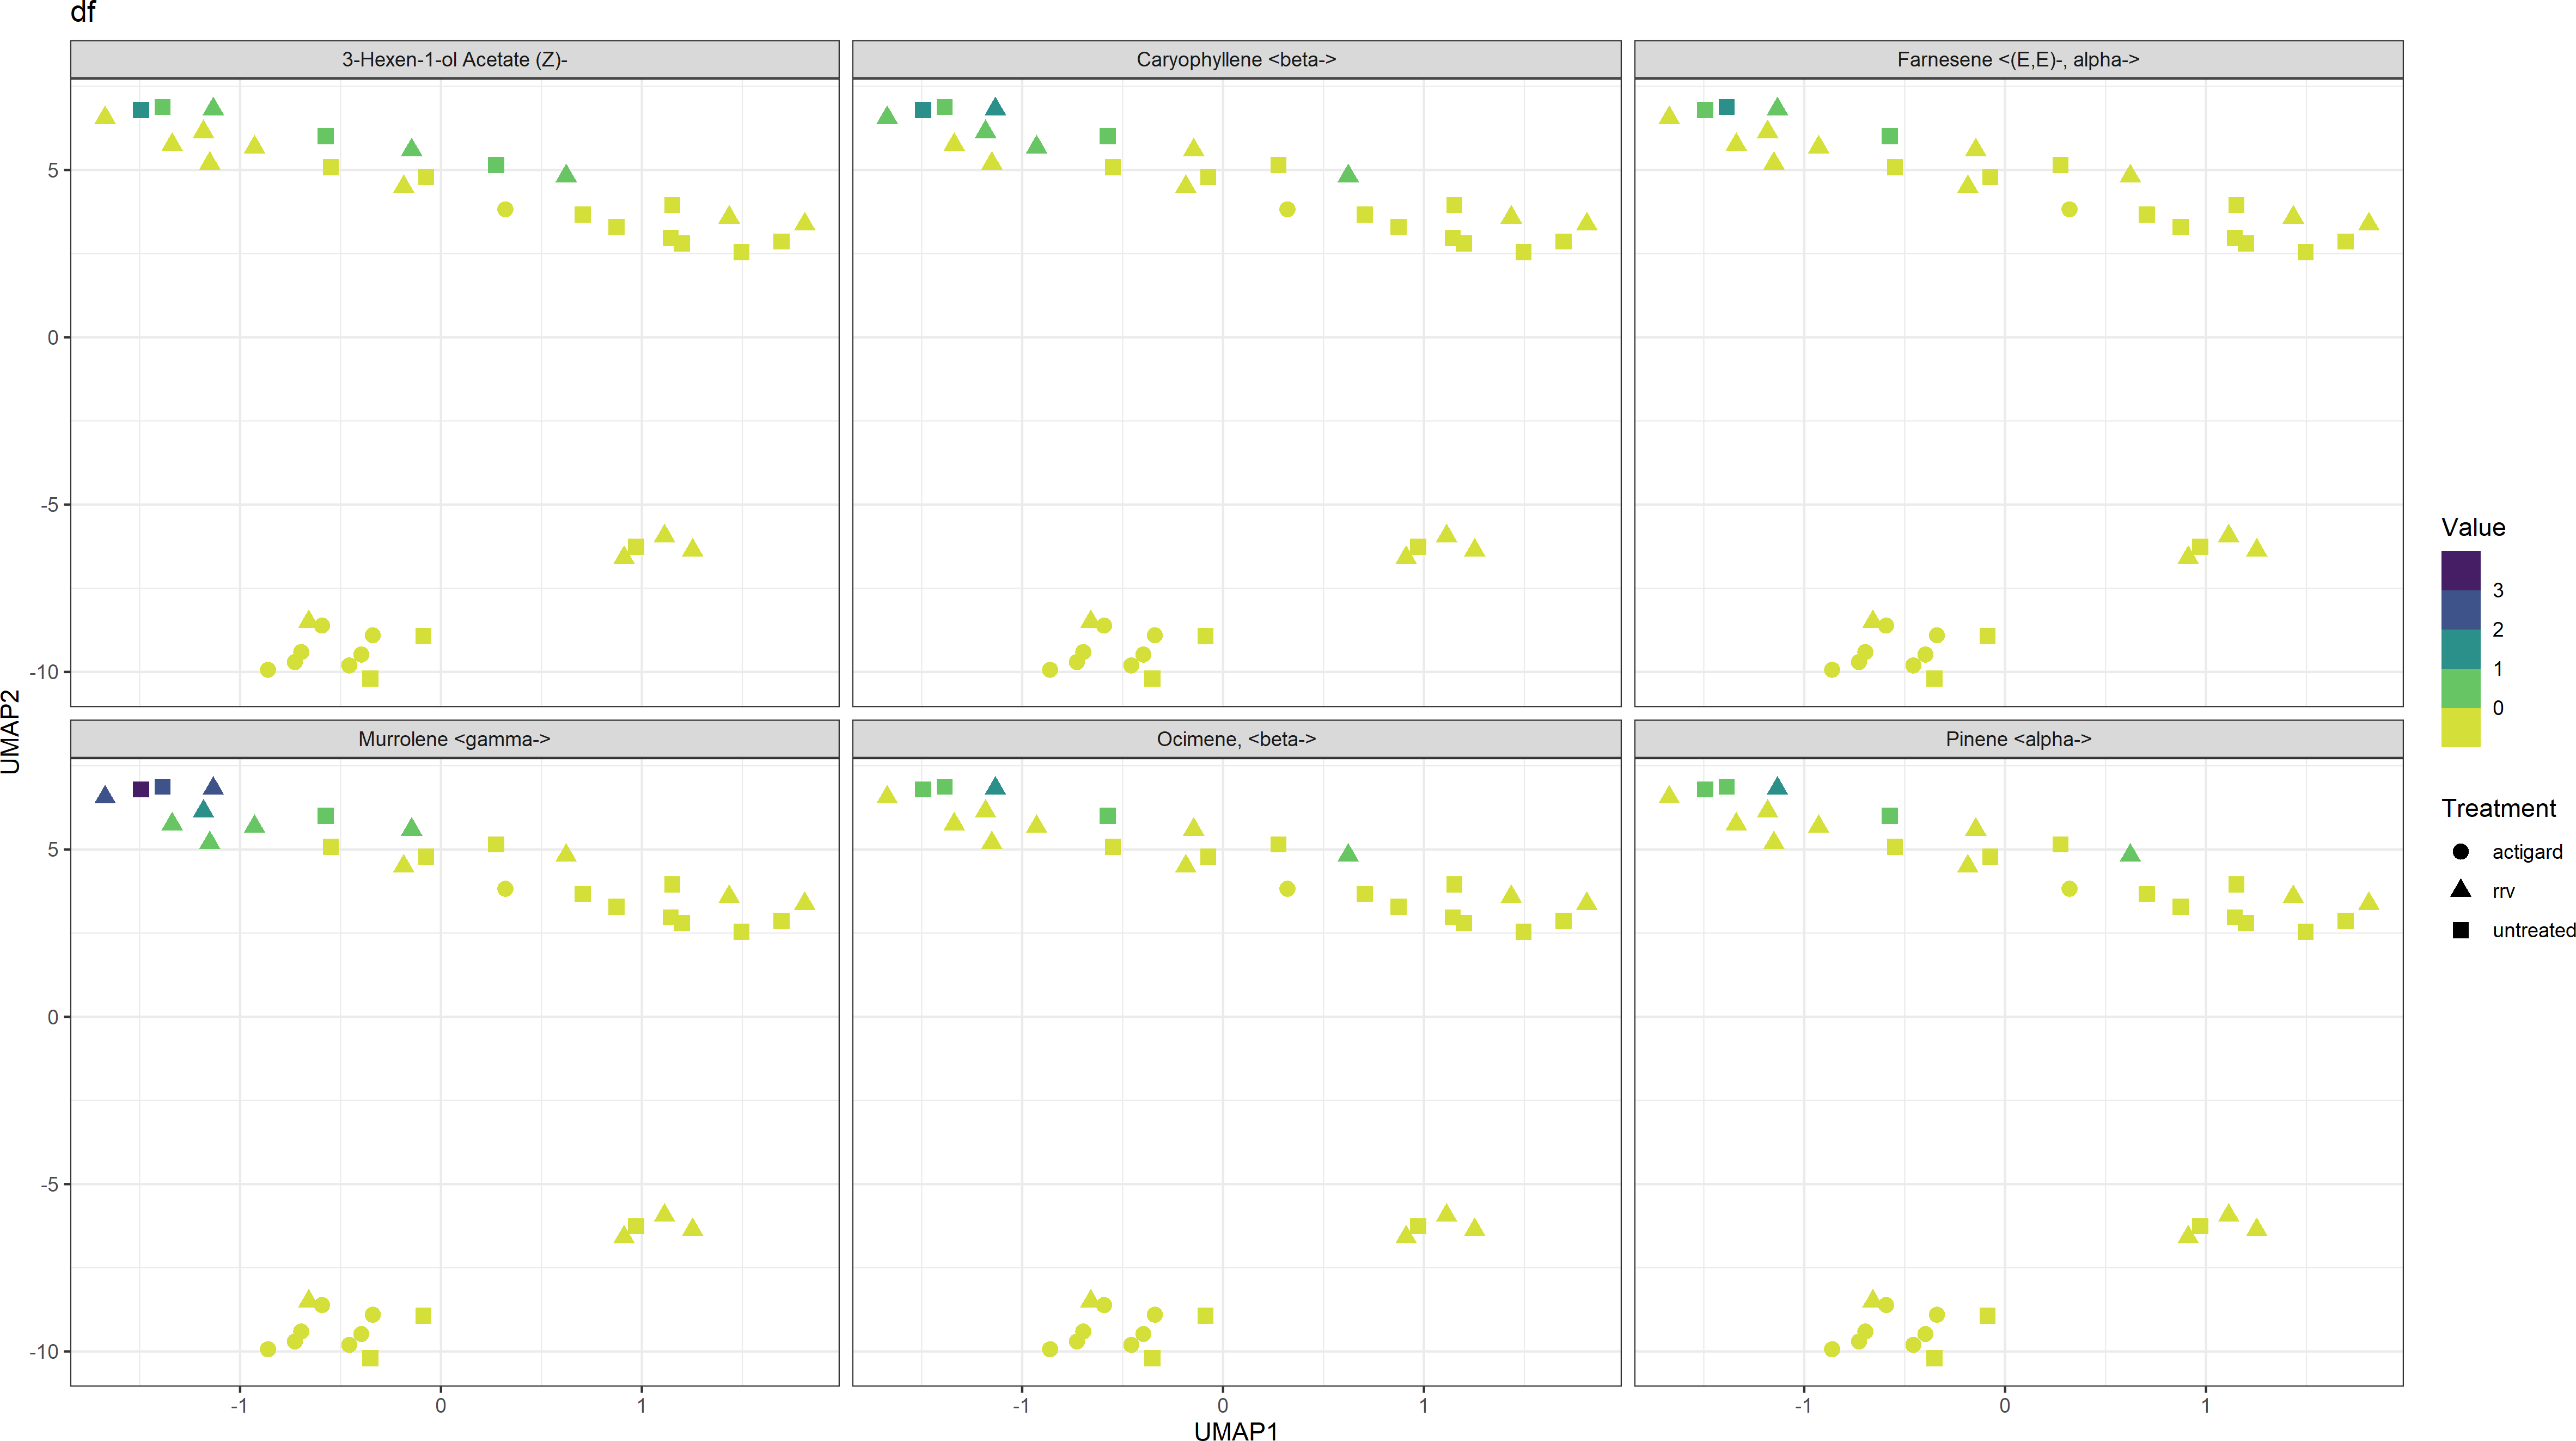 df
3-Hexen-1-ol Acetate (Z)-
Caryophyllene <beta->
Farnesene <(E,E)-, alpha->
5
0
-5
-10
UMAP2
Murrolene <gamma->
Ocimene, <beta->
Pinene <alpha->
5
0
-5
-10
-1 0 1
-1 0 1
-1 0 1
UMAP1
Value
3
2
1
0
Treatment
actigard
rrv
untreated